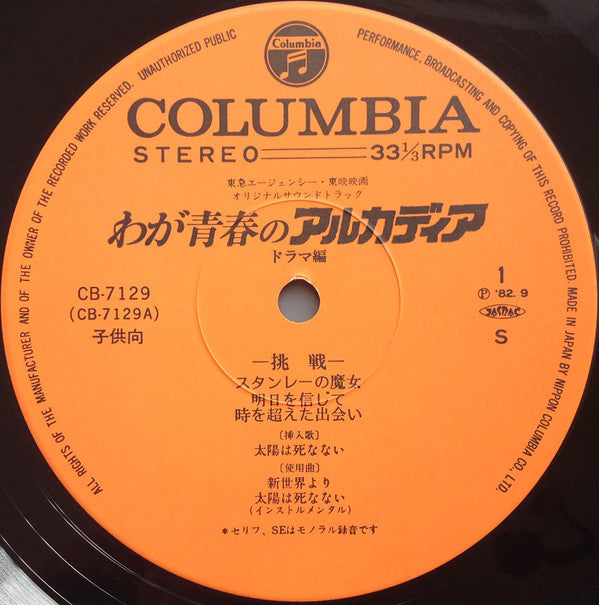 Columbia
COLUMBIA
STEREO 33 1/3 RPM
東急エージェンシー・東映映画
オリジナルサウンドトラック
わが青春のアルカディア
ドラマ編
CB-7129
(CB-7129A)
子供向
1
Ⓟ '82. 9
JASRAC
S
―挑 戦―
スタンレーの魔女
明日を信じて
時を超えた出会い
〔挿入歌〕
太陽は死なない
〔使用曲〕
新世界より
太陽は死なない
(インストルメンタル)
*セリフ、SEはモノラル録音です
ALL RIGHTS OF THE MANUFACTURER AND OF THE OWNER OF THE RECORDED WORK RESERVED. UNAUTHORIZED PUBLIC PERFORMANCE, BROADCASTING AND COPYING OF THIS RECORD PROHIBITED. MADE IN JAPAN BY NIPPON COLUMBIA CO., LTD.